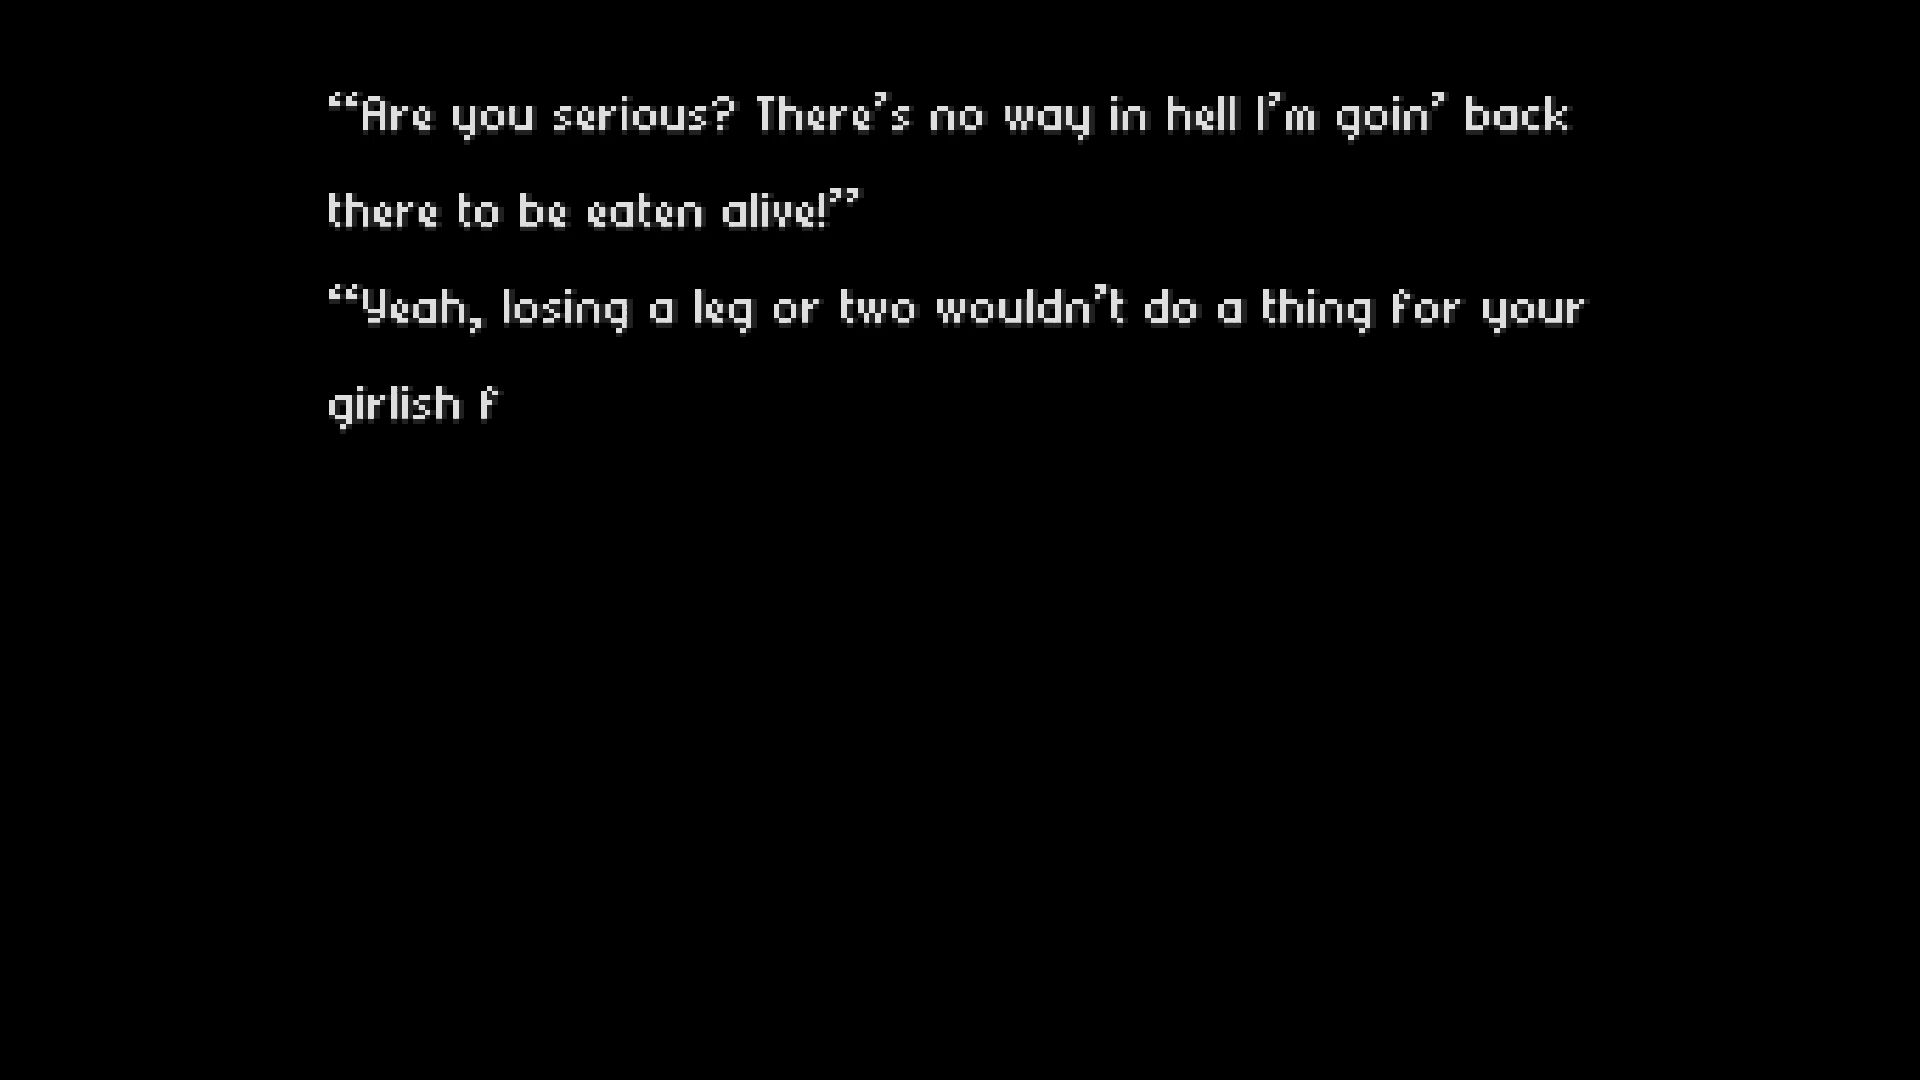 “Are you serious? There’s no way in hell I’m goin’ back
there to be eaten alive!”
“Yeah, losing a leg or two wouldn’t do a thing for your
girlish f